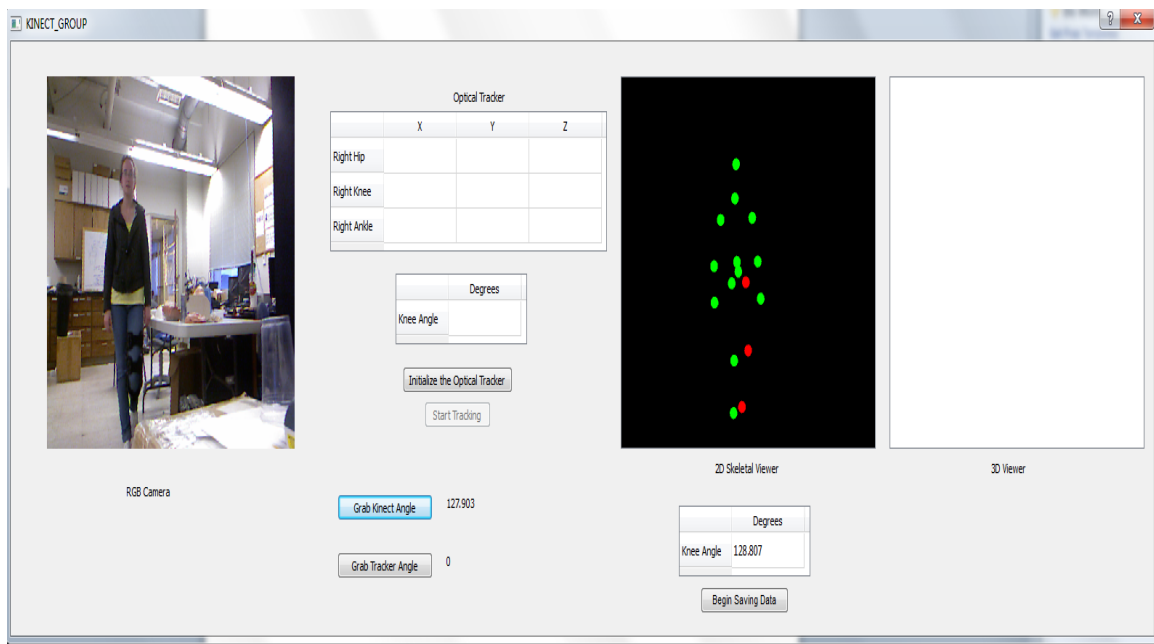 KINECT_GROUP
Optical Tracker
X Y Z
Right Hip
Right Knee
Right Ankle
Degrees
Knee Angle
Initialize the Optical Tracker
Start Tracking
RGB Camera
2D Skeletal Viewer
3D Viewer
Grab Kinect Angle 127.903
Grab Tracker Angle 0
Degrees
Knee Angle 128.807
Begin Saving Data